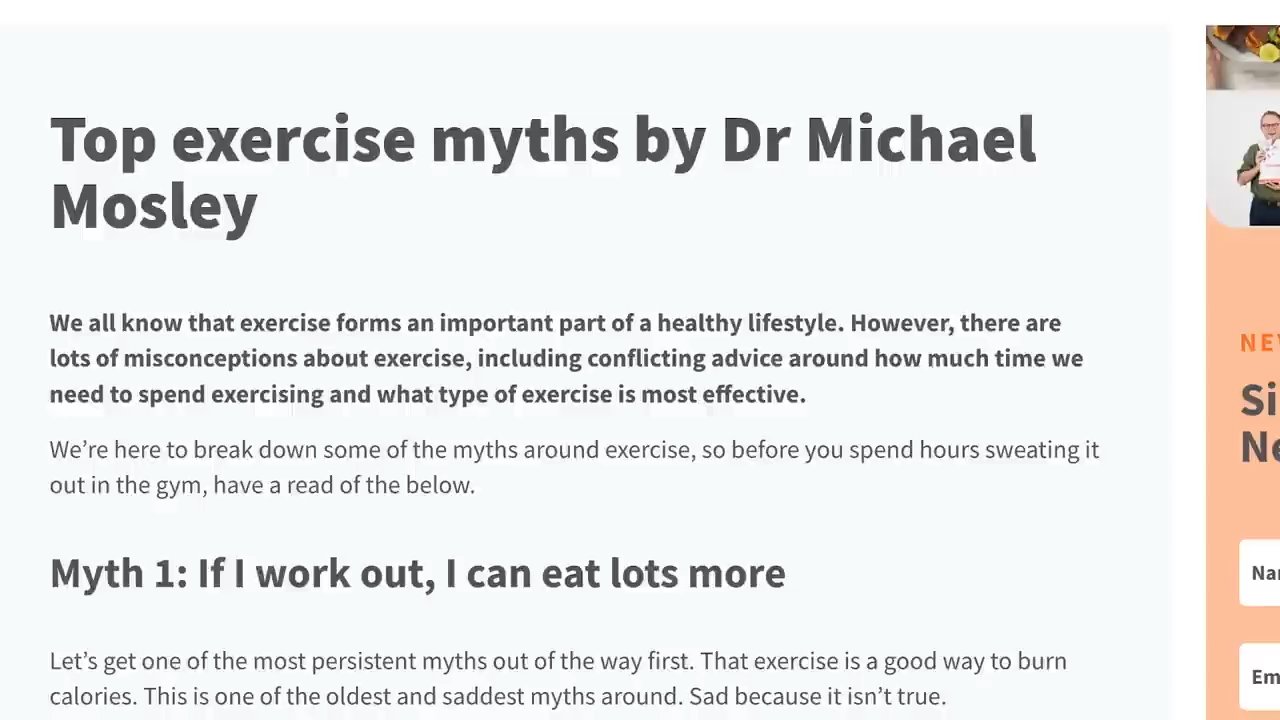 Top exercise myths by Dr Michael
Mosley
We all know that exercise forms an important part of a healthy lifestyle. However, there are
lots of misconceptions about exercise, including conflicting advice around how much time we
need to spend exercising and what type of exercise is most effective.
We’re here to break down some of the myths around exercise, so before you spend hours sweating it
out in the gym, have a read of the below.
Myth 1: If I work out, I can eat lots more
Let’s get one of the most persistent myths out of the way first. That exercise is a good way to burn
calories. This is one of the oldest and saddest myths around. Sad because it isn’t true.